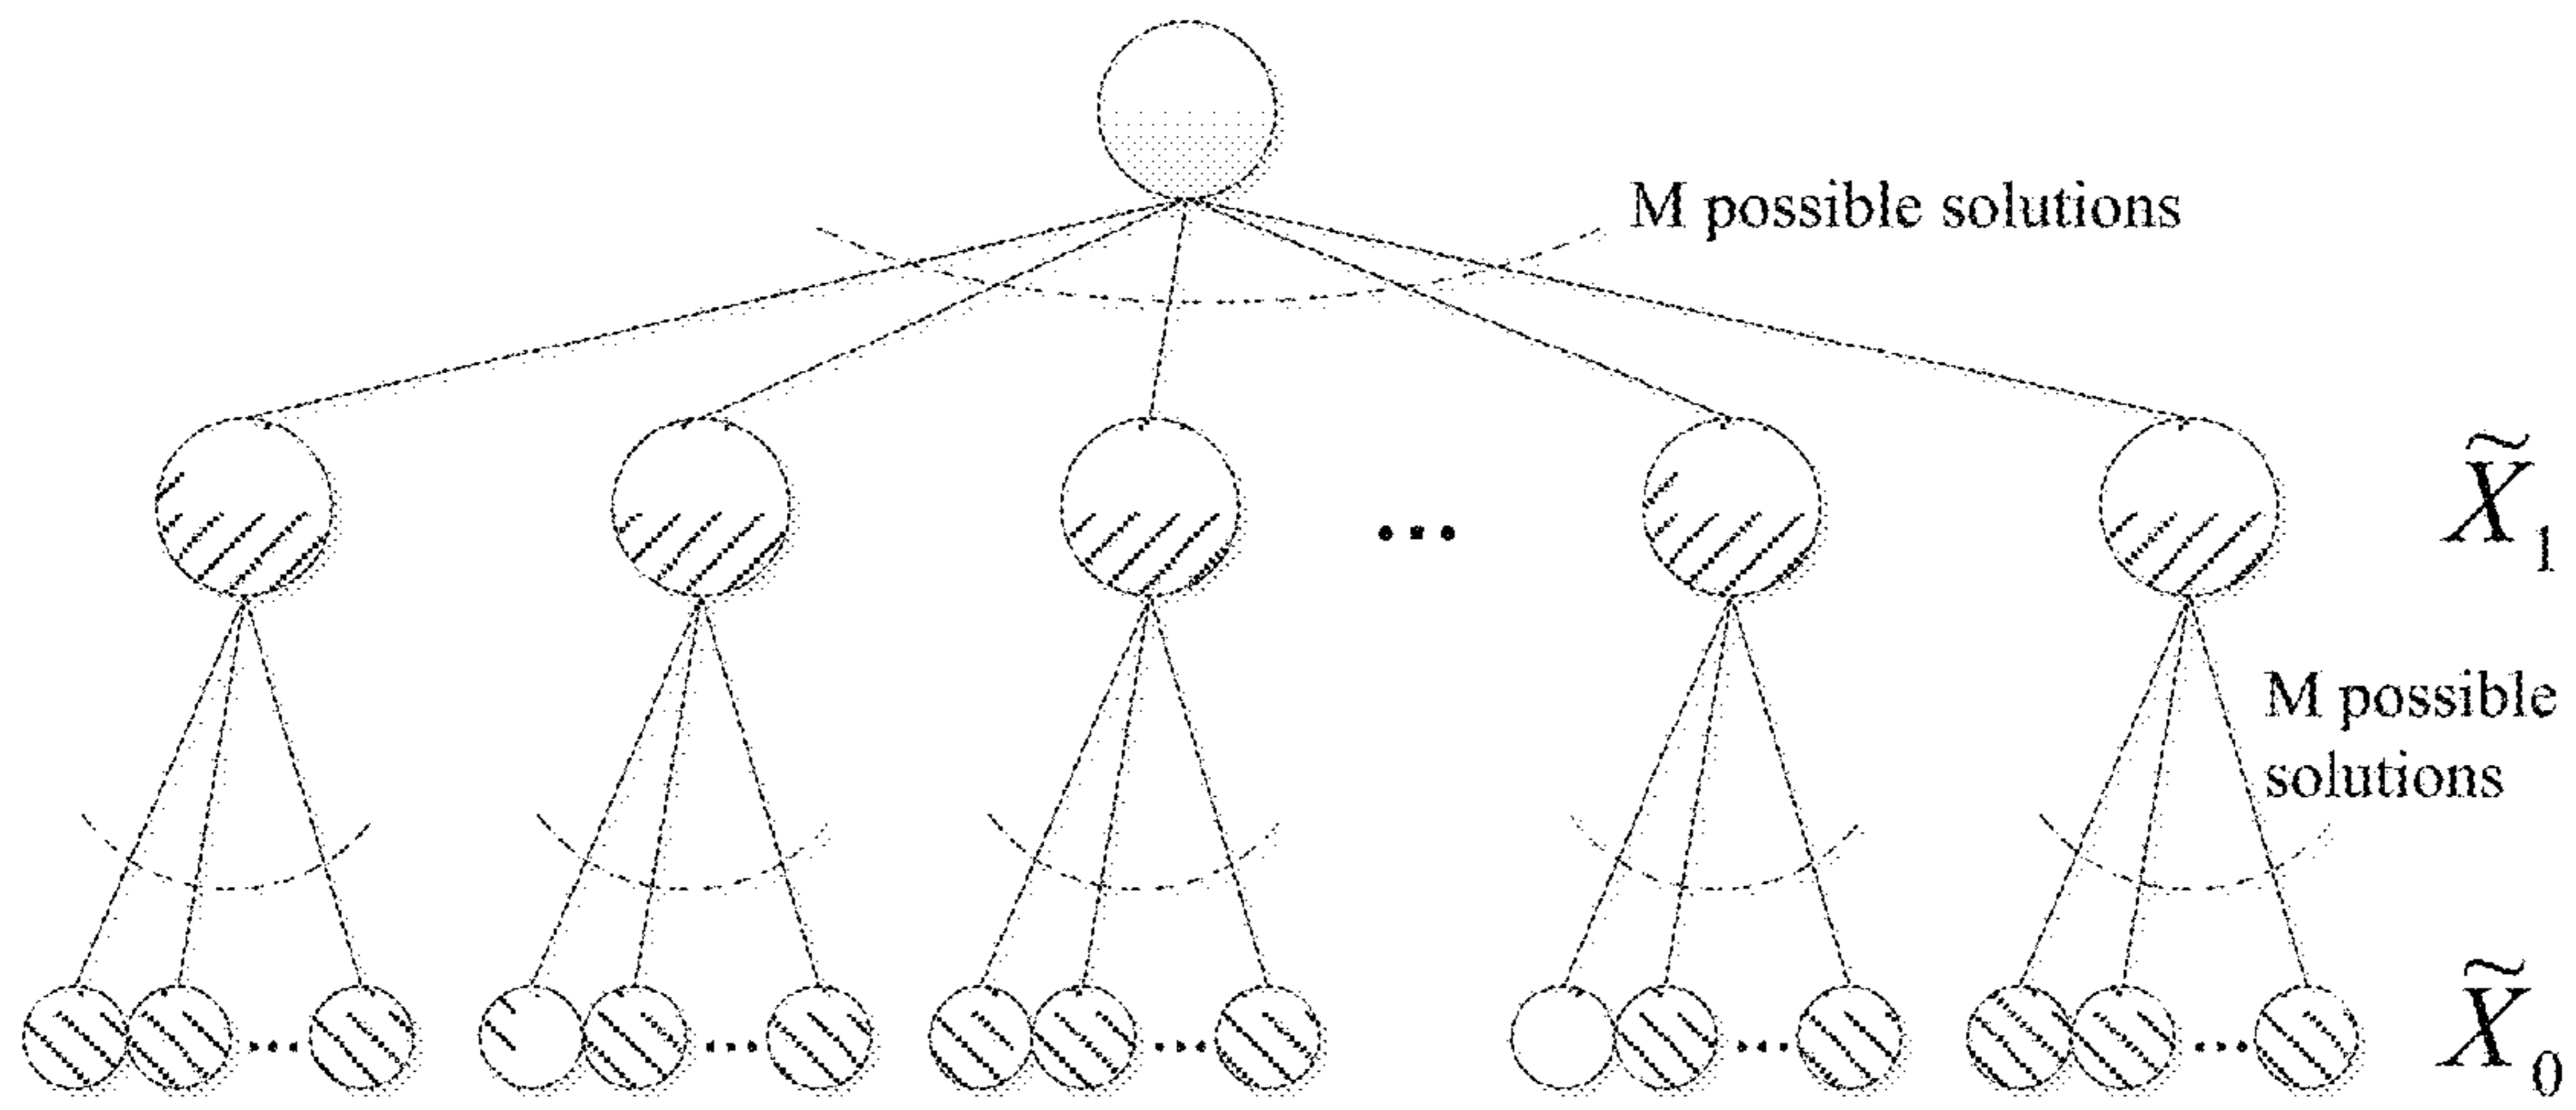 M possible solutions
...
X̃₁
M possible
solutions
... ... ... ... ...
X̃₀